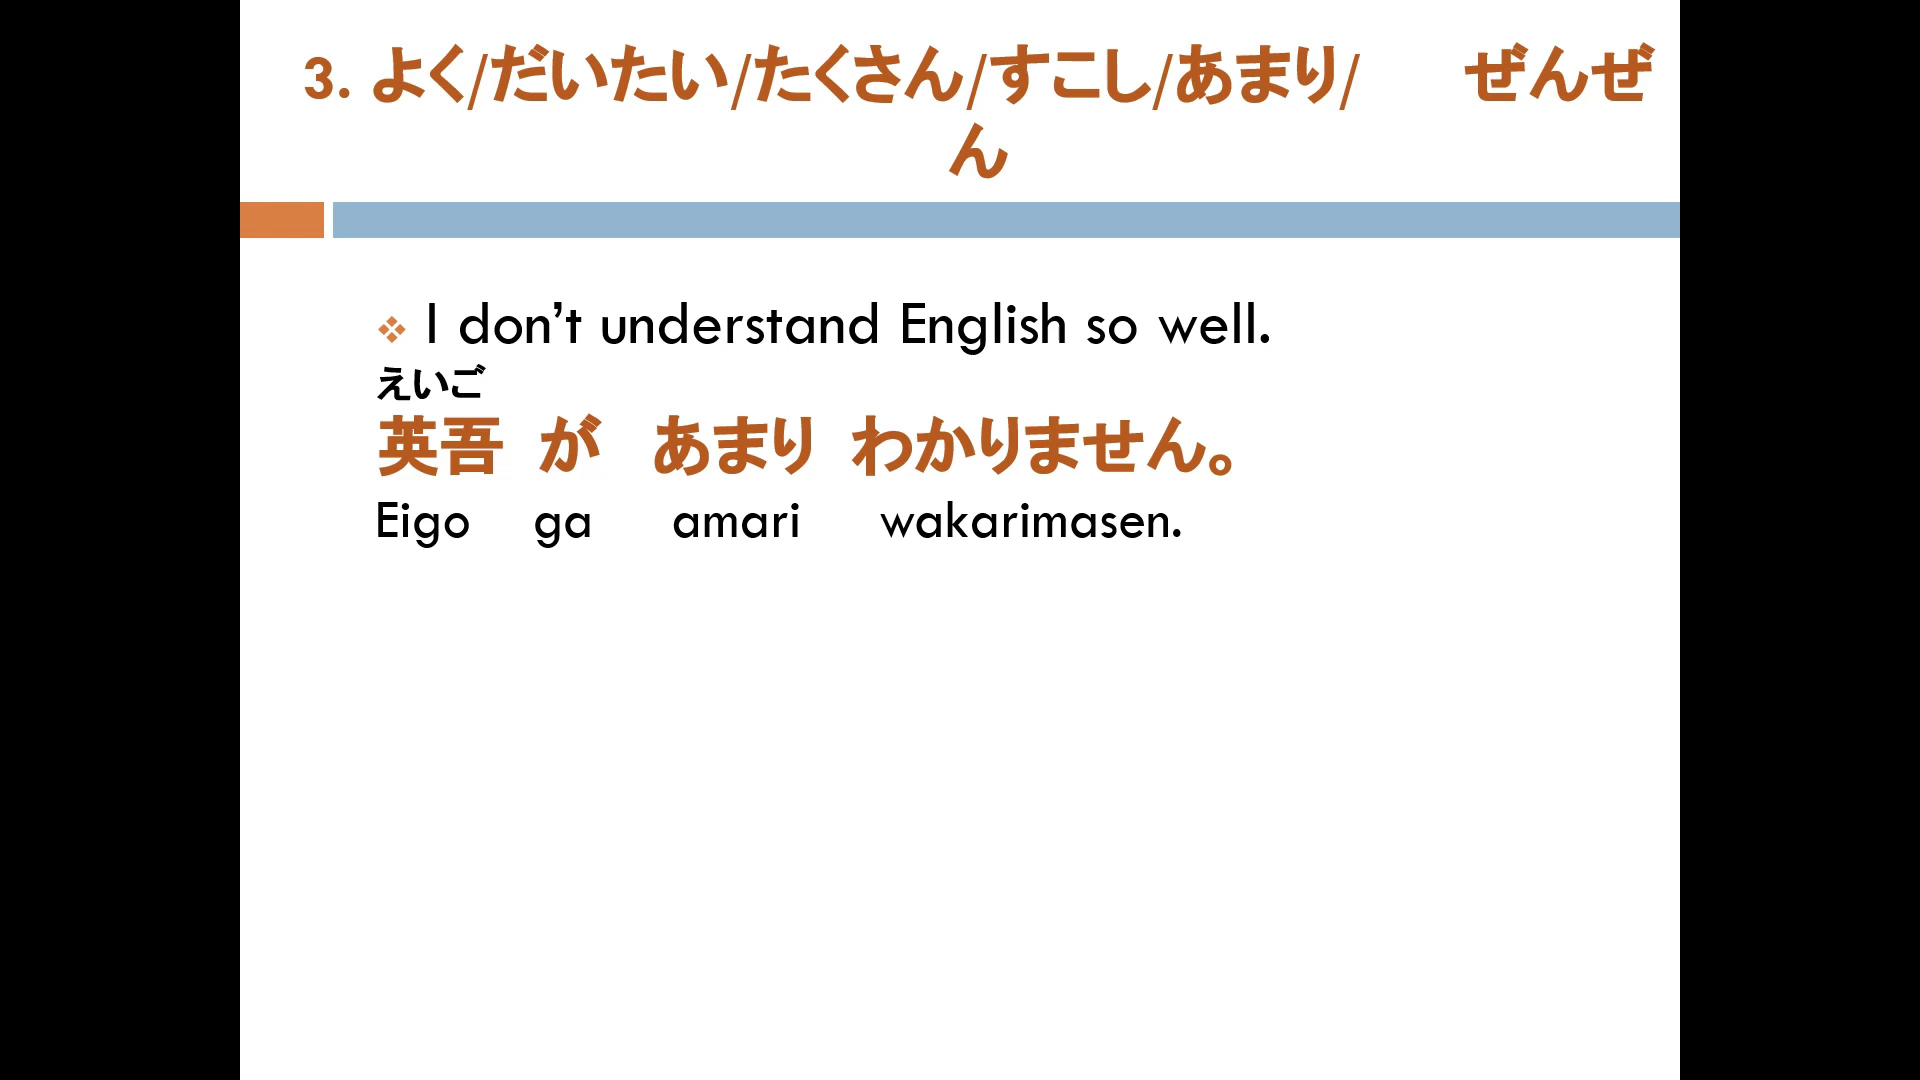 3. よく/だいたい/たくさん/すこし/あまり/ ぜんぜ
ん
I don't understand English so well.
えいご
英吾 が あまり わかりません。
Eigo ga amari wakarimasen.